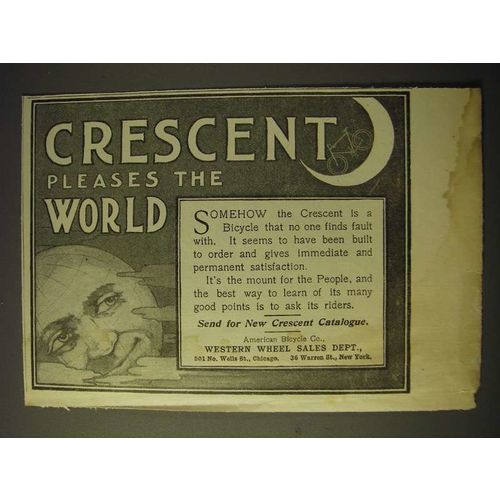 CRESCENT
PLEASES THE
WORLD
SOMEHOW the Crescent is a
Bicycle that no one finds fault
with. It seems to have been built
to order and gives immediate and
permanent satisfaction.
It's the mount for the People, and
the best way to learn of its many
good points is to ask its riders.
Send for New Crescent Catalogue.
American Bicycle Co.,
WESTERN WHEEL SALES DEPT.,
501 No. Wells St., Chicago. 36 Warren St., New York.